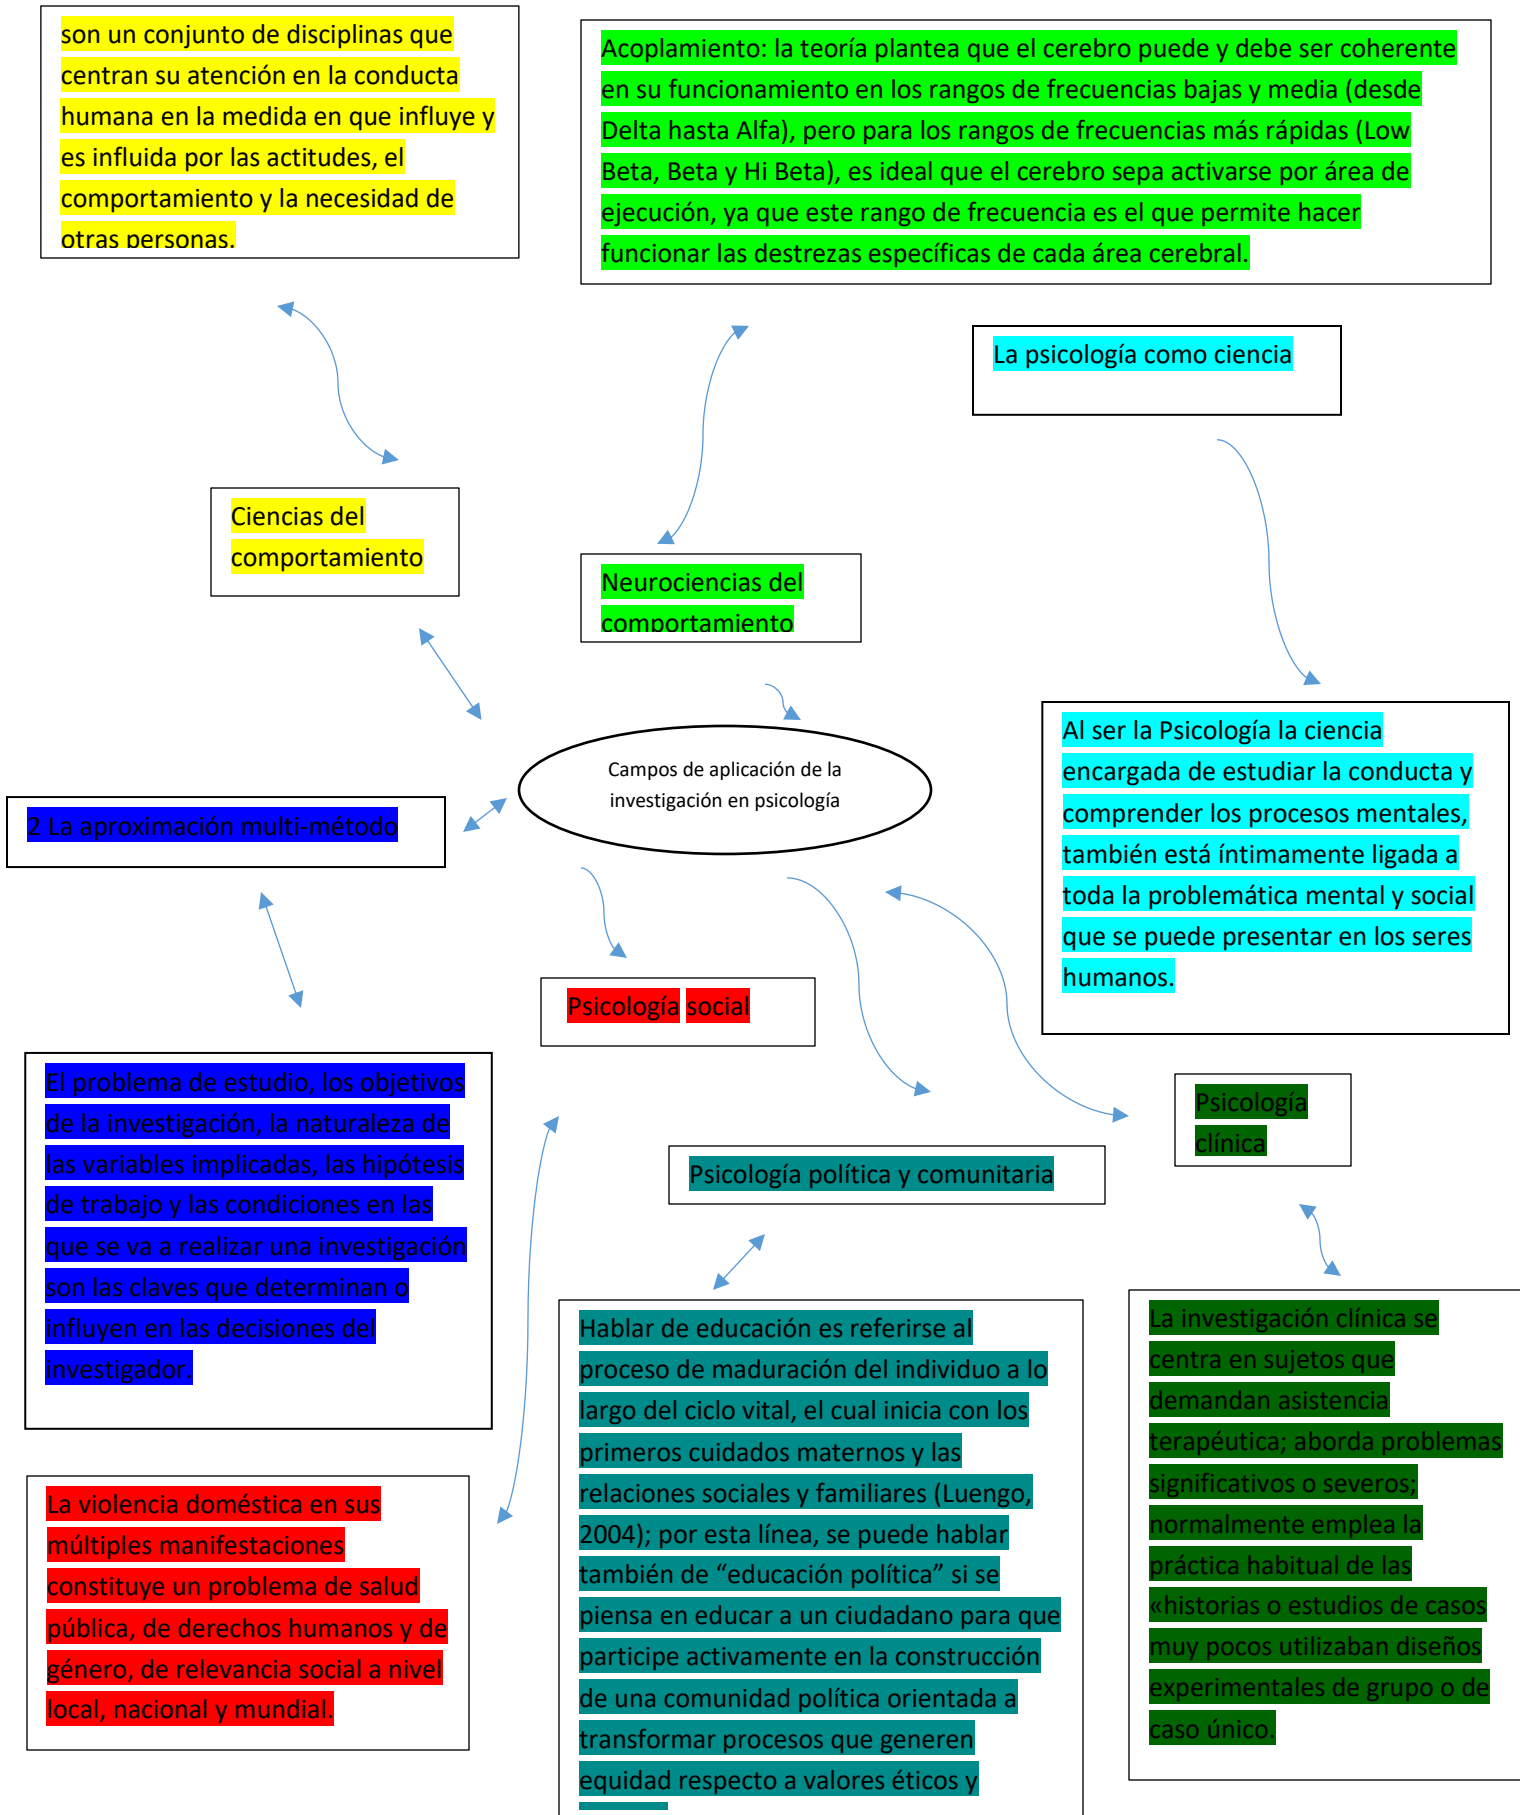 son un conjunto de disciplinas que
centran su atención en la conducta
humana en la medida en que influye y
es influida por las actitudes, el
comportamiento y la necesidad de
otras personas.
Acoplamiento: la teoría plantea que el cerebro puede y debe ser coherente
en su funcionamiento en los rangos de frecuencias bajas y media (desde
Delta hasta Alfa), pero para los rangos de frecuencias más rápidas (Low
Beta, Beta y Hi Beta), es ideal que el cerebro sepa activarse por área de
ejecución, ya que este rango de frecuencia es el que permite hacer
funcionar las destrezas específicas de cada área cerebral.
La psicología como ciencia
Ciencias del
comportamiento
Neurociencias del
comportamiento
Al ser la Psicología la ciencia
encargada de estudiar la conducta y
comprender los procesos mentales,
también está íntimamente ligada a
toda la problemática mental y social
que se puede presentar en los seres
humanos.
Campos de aplicación de la
investigación en psicología
2 La aproximación multi-método
Psicología social
El problema de estudio, los objetivos
de la investigación, la naturaleza de
las variables implicadas, las hipótesis
de trabajo y las condiciones en las
que se va a realizar una investigación
son las claves que determinan o
influyen en las decisiones del
investigador.
Psicología
clínica
Psicología política y comunitaria
La violencia doméstica en sus
múltiples manifestaciones
constituye un problema de salud
pública, de derechos humanos y de
género, de relevancia social a nivel
local, nacional y mundial.
Hablar de educación es referirse al
proceso de maduración del individuo a lo
largo del ciclo vital, el cual inicia con los
primeros cuidados maternos y las
relaciones sociales y familiares (Luengo,
2004); por esta línea, se puede hablar
también de “educación política” si se
piensa en educar a un ciudadano para que
participe activamente en la construcción
de una comunidad política orientada a
transformar procesos que generen
equidad respecto a valores éticos y
La investigación clínica se
centra en sujetos que
demandan asistencia
terapéutica; aborda problemas
significativos o severos;
normalmente emplea la
práctica habitual de las
«historias o estudios de casos
muy pocos utilizaban diseños
experimentales de grupo o de
caso único.